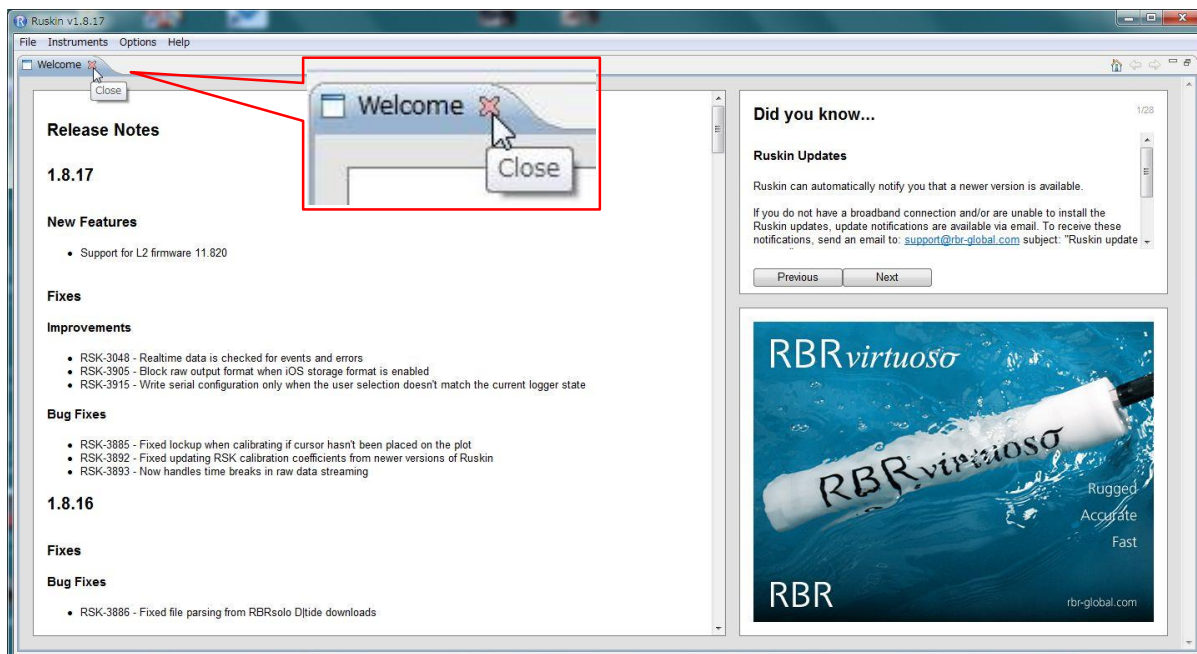 Ruskin v1.8.17
File Instruments Options Help
Welcome
Close
Welcome
Close
Release Notes
1.8.17
New Features
Support for L2 firmware 11.820
Fixes
Improvements
RSK-3048 - Realtime data is checked for events and errors
RSK-3905 - Block raw output format when iOS storage format is enabled
RSK-3915 - Write serial configuration only when the user selection doesn't match the current logger state
Bug Fixes
RSK-3885 - Fixed lockup when calibrating if cursor hasn't been placed on the plot
RSK-3892 - Fixed updating RSK calibration coefficients from newer versions of Ruskin
RSK-3893 - Now handles time breaks in raw data streaming
1.8.16
Fixes
Bug Fixes
RSK-3886 - Fixed file parsing from RBRsolo D|tide downloads
Did you know...
1/28
Ruskin Updates
Ruskin can automatically notify you that a newer version is available.
If you do not have a broadband connection and/or are unable to install the
Ruskin updates, update notifications are available via email. To receive these
notifications, send an email to: support@rbr-global.com subject: "Ruskin update
Previous Next
RBRvirtuoso
RBRvirtuoso
Rugged
Accurate
Fast
RBR
rbr-global.com